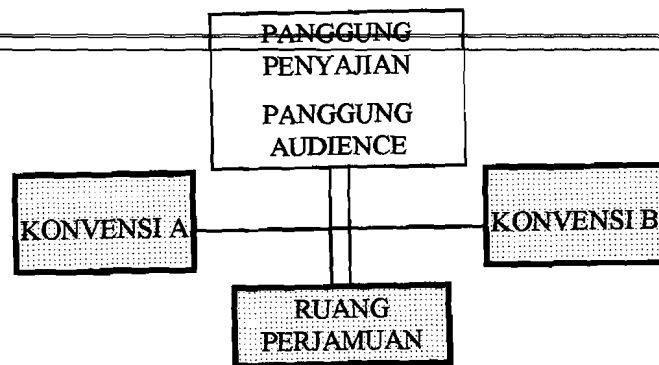 PANGGUNG
PENYAJIAN
PANGGUNG
AUDIENCE
KONVENSI A
KONVENSI B
RUANG
PERJAMUAN